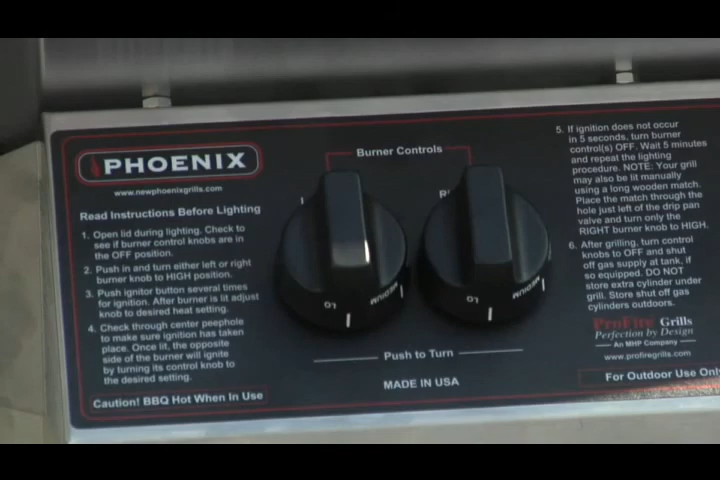 PHOENIX
www.newphoenixgrills.com
Read Instructions Before Lighting
1. Open lid during lighting. Check to
see if burner control knobs are in
the OFF position.
2. Push in and turn either left or right
burner knob to HIGH position.
3. Push ignitor button several times
for ignition. After burner is lit adjust
knob to desired heat setting.
4. Check through center peephole
to make sure ignition has taken
place. Once lit, the opposite
side of the burner will ignite
by turning its control knob to
the desired setting.
Caution! BBQ Hot When In Use
Burner Controls
LO
MEDIUM
LO
MEDIUM
Push to Turn
MADE IN USA
5. If ignition does not occur
in 5 seconds, turn burner
control(s) OFF. Wait 5 minutes
and repeat the lighting
procedure. NOTE: Your grill
may also be lit manually
using a long wooden match.
Place the match through the
hole just left of the drip pan
valve and turn only the
RIGHT burner knob to HIGH.
6. After grilling, turn control
knobs to OFF and shut
off gas supply at tank, if
so equipped. DO NOT
store extra cylinder under
grill. Store shut off gas
cylinders outdoors.
ProFire Grills
Perfection by Design
An MHP Company
www.profiregrills.com
For Outdoor Use Only